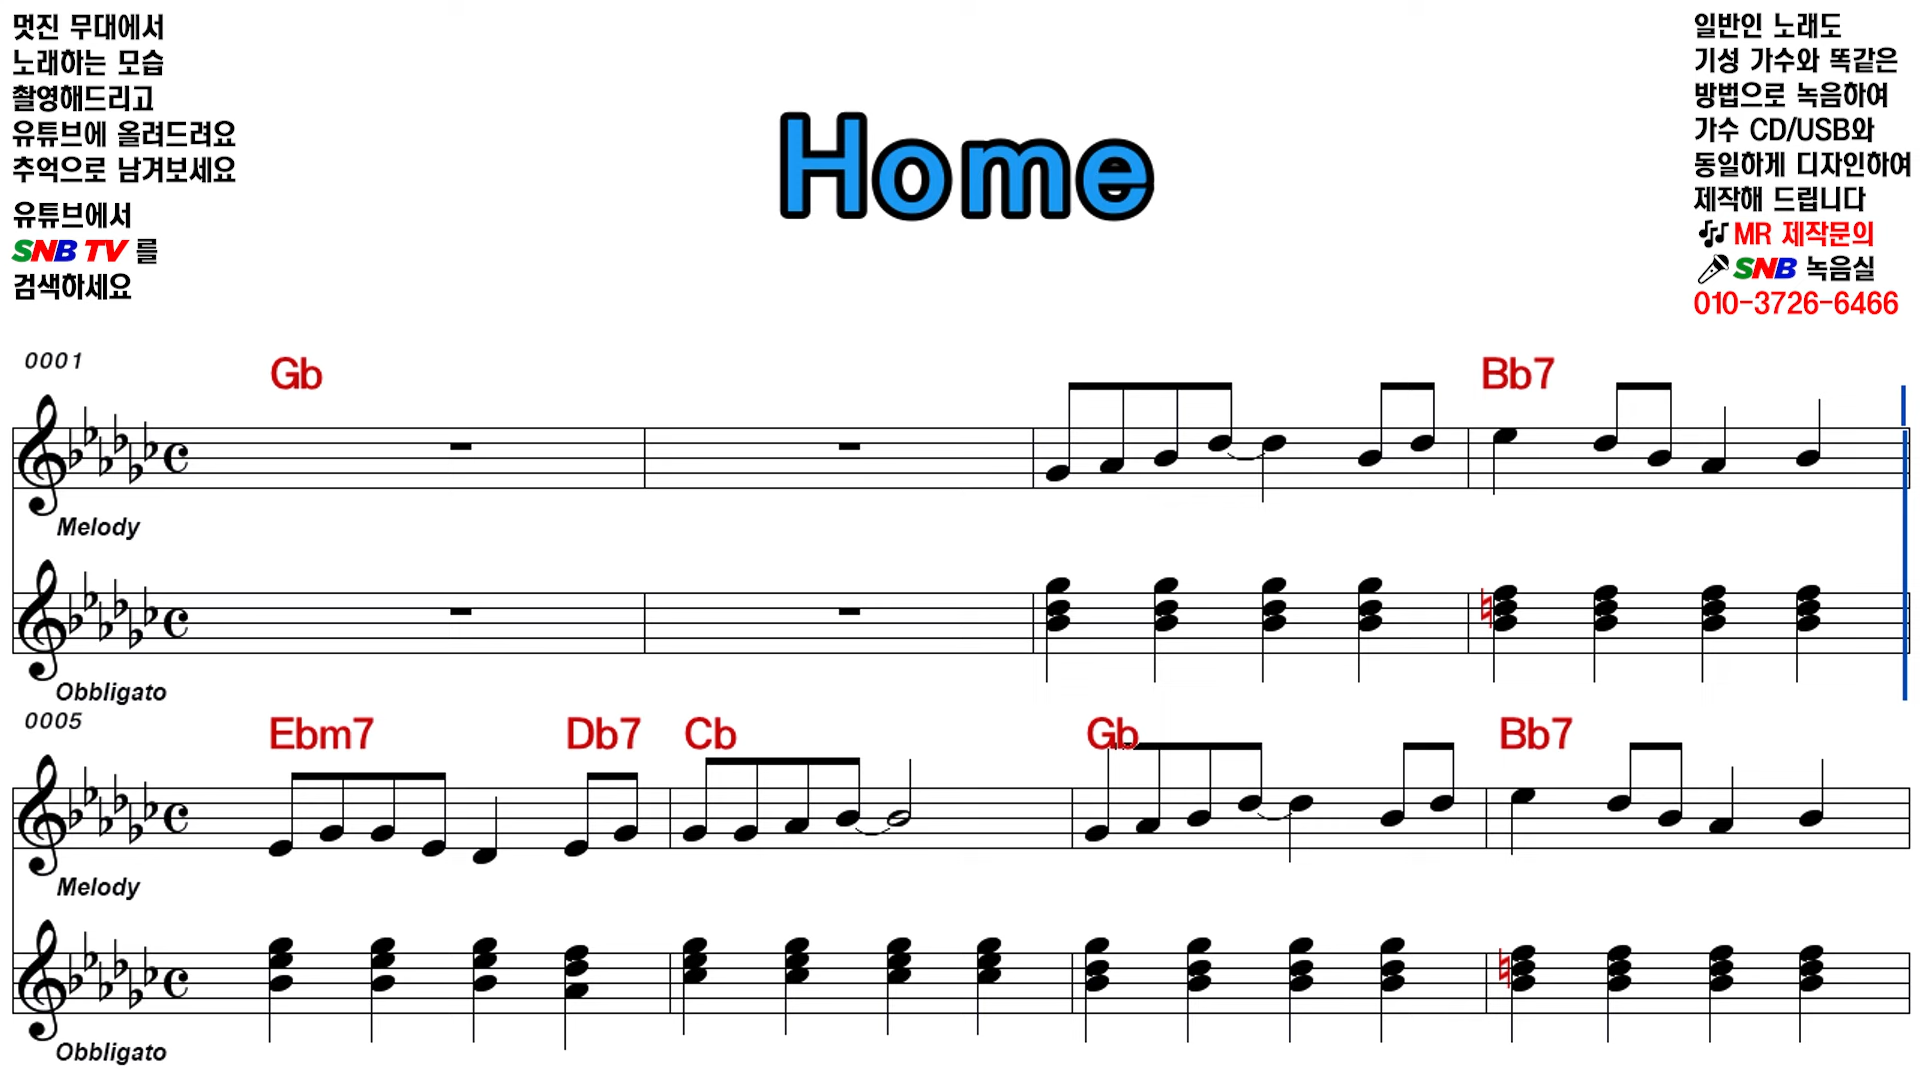 멋진 무대에서
노래하는 모습
촬영해드리고
유튜브에 올려드려요
추억으로 남겨보세요
유튜브에서
SNB TV 를
검색하세요
Home
일반인 노래도
기성 가수와 똑같은
방법으로 녹음하여
가수 CD/USB와
동일하게 디자인하여
제작해 드립니다
MR 제작문의
SNB 녹음실
010-3726-6466
0001
Gb Bb7
Melody
Obbligato
0005
Ebm7 Db7 Cb Gb Bb7
Melody
Obbligato